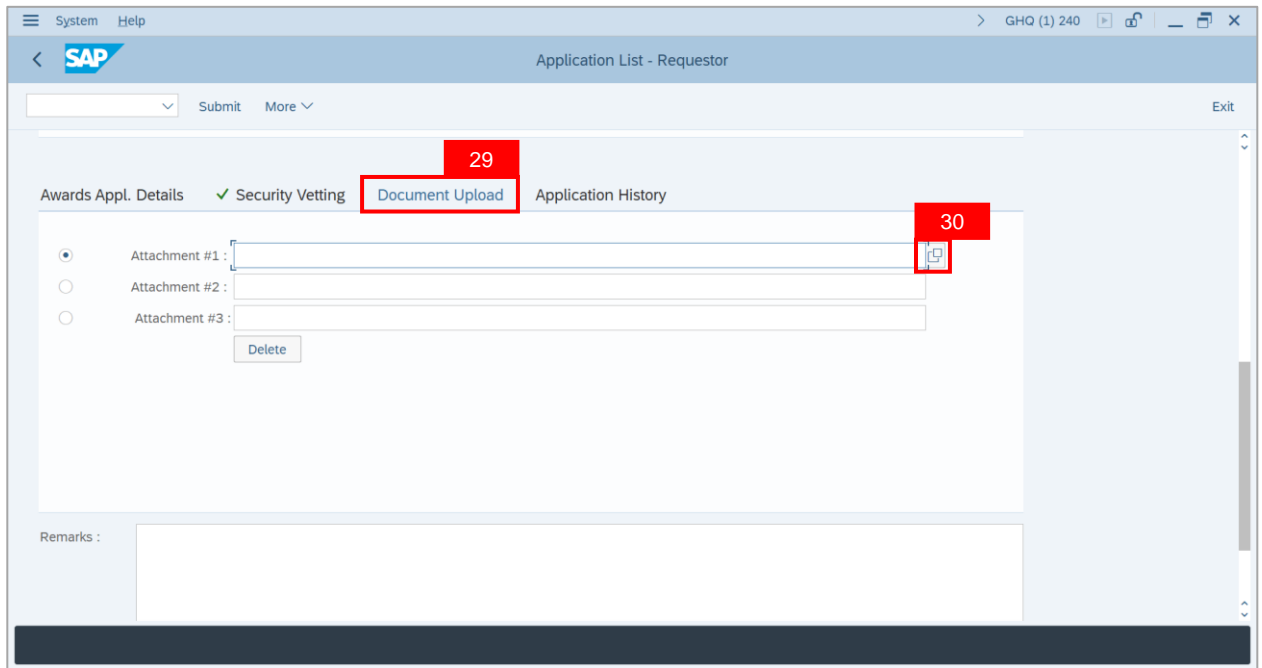 System Help GHQ (1) 240
SAP Application List - Requestor
Submit More Exit
29
Awards Appl. Details Security Vetting Document Upload Application History
30
Attachment #1 :
Attachment #2 :
Attachment #3 :
Delete
Remarks :